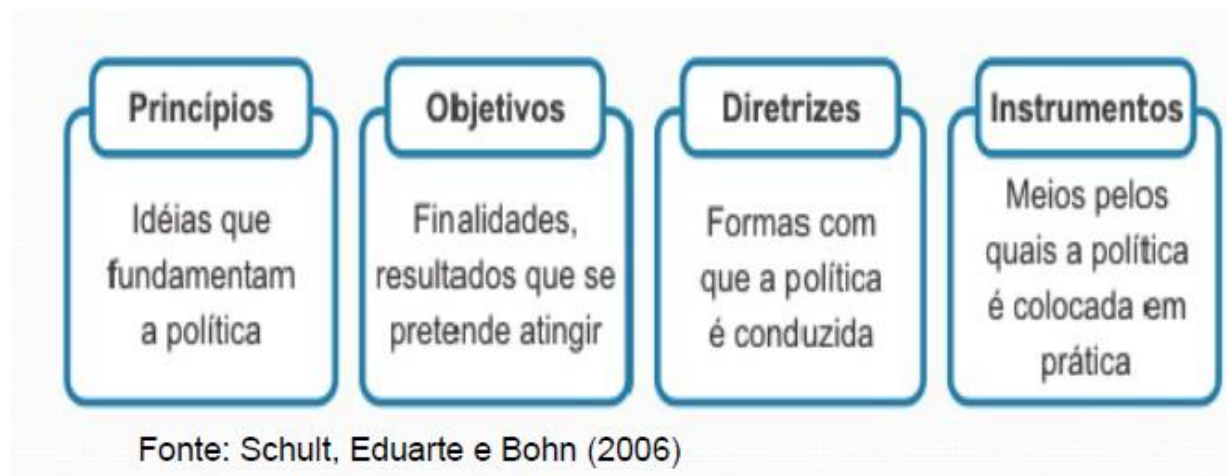 Princípios
Idéias que
fundamentam
a política
Objetivos
Finalidades,
resultados que se
pretende atingir
Diretrizes
Formas com
que a política
é conduzida
Instrumentos
Meios pelos
quais a política
é colocada em
prática
Fonte: Schult, Eduarte e Bohn (2006)